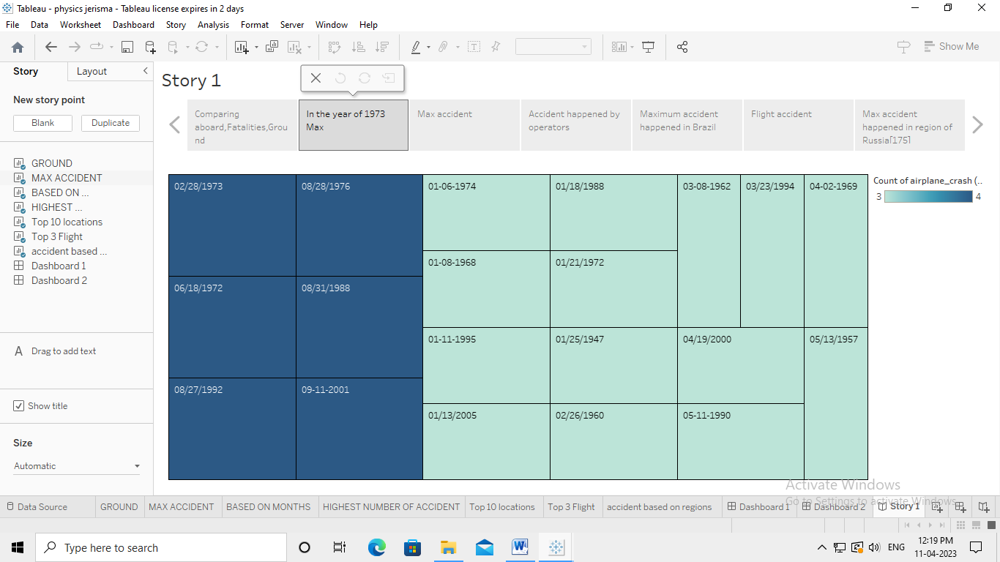 Tableau - physics jerisma - Tableau license expires in 2 days
File Data Worksheet Dashboard Story Analysis Format Server Window Help
Show Me
Story Layout
New story point
Blank Duplicate
GROUND
MAX ACCIDENT
BASED ON ...
HIGHEST ...
Top 10 locations
Top 3 Flight
accident based ...
Dashboard 1
Dashboard 2
A Drag to add text
Show title
Size
Automatic
Story 1
Comparing
aboard,Fatalities,Grou
nd
In the year of 1973
Max
Max accident
Accident happened by
operators
Maximum accident
happened in Brazil
Flight accident
Max accident
happened in region of
Russia[175]
02/28/1973 08/28/1976 01-06-1974 01/18/1988 03-08-1962 03/23/1994 04-02-1969
01-08-1968 01/21/1972
06/18/1972 08/31/1988
01-11-1995 01/25/1947 04/19/2000 05/13/1957
08/27/1992 09-11-2001
01/13/2005 02/26/1960 05-11-1990
Count of airplane_crash (..
3 4
Activate Windows
Go to Settings to activate Windows.
Data Source GROUND MAX ACCIDENT BASED ON MONTHS HIGHEST NUMBER OF ACCIDENT Top 10 locations Top 3 Flight accident based on regions Dashboard 1 Dashboard 2 Story 1
Type here to search
ENG
12:19 PM
11-04-2023